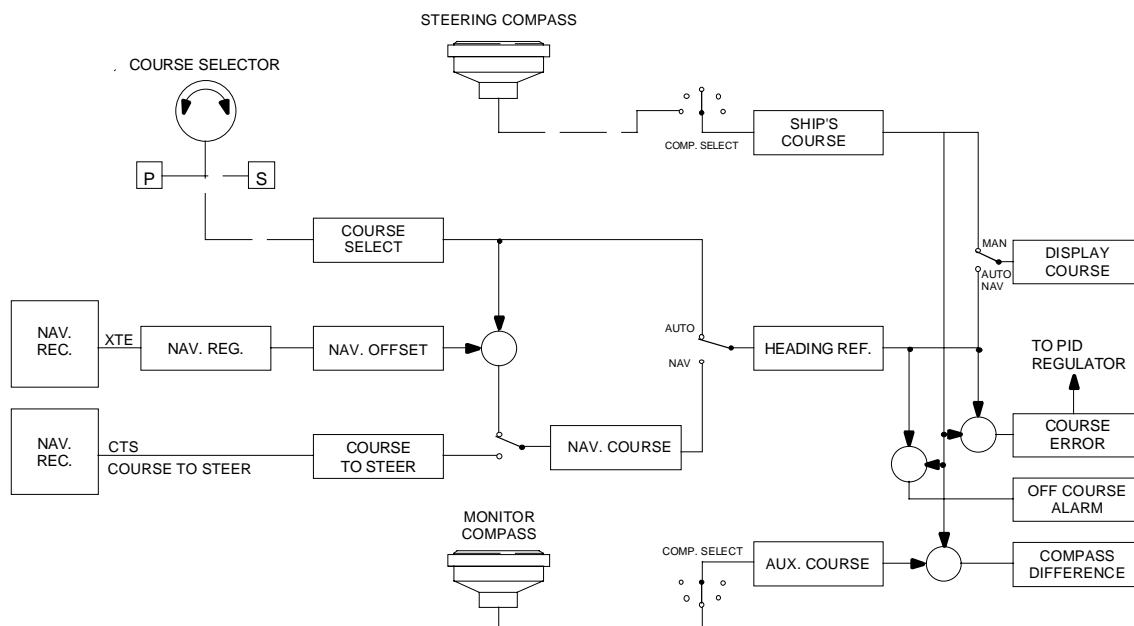 STEERING COMPASS
COURSE SELECTOR
P
S
COMP. SELECT
SHIP'S
COURSE
COURSE
SELECT
MAN
AUTO
NAV
DISPLAY
COURSE
NAV.
REC.
XTE
NAV. REG.
NAV. OFFSET
AUTO
NAV
HEADING REF.
TO PID
REGULATOR
NAV.
REC.
CTS
COURSE TO STEER
COURSE
TO STEER
NAV. COURSE
COURSE
ERROR
OFF COURSE
ALARM
MONITOR
COMPASS
COMP. SELECT
AUX. COURSE
COMPASS
DIFFERENCE